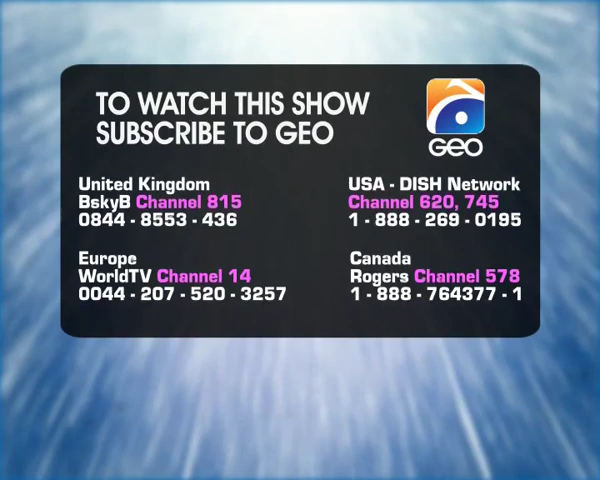 TO WATCH THIS SHOW
SUBSCRIBE TO GEO
GEO
United Kingdom
BskyB Channel 815
0844 - 8553 - 436
USA - DISH Network
Channel 620, 745
1 - 888 - 269 - 0195
Europe
WorldTV Channel 14
0044 - 207 - 520 - 3257
Canada
Rogers Channel 578
1 - 888 - 764377 - 1